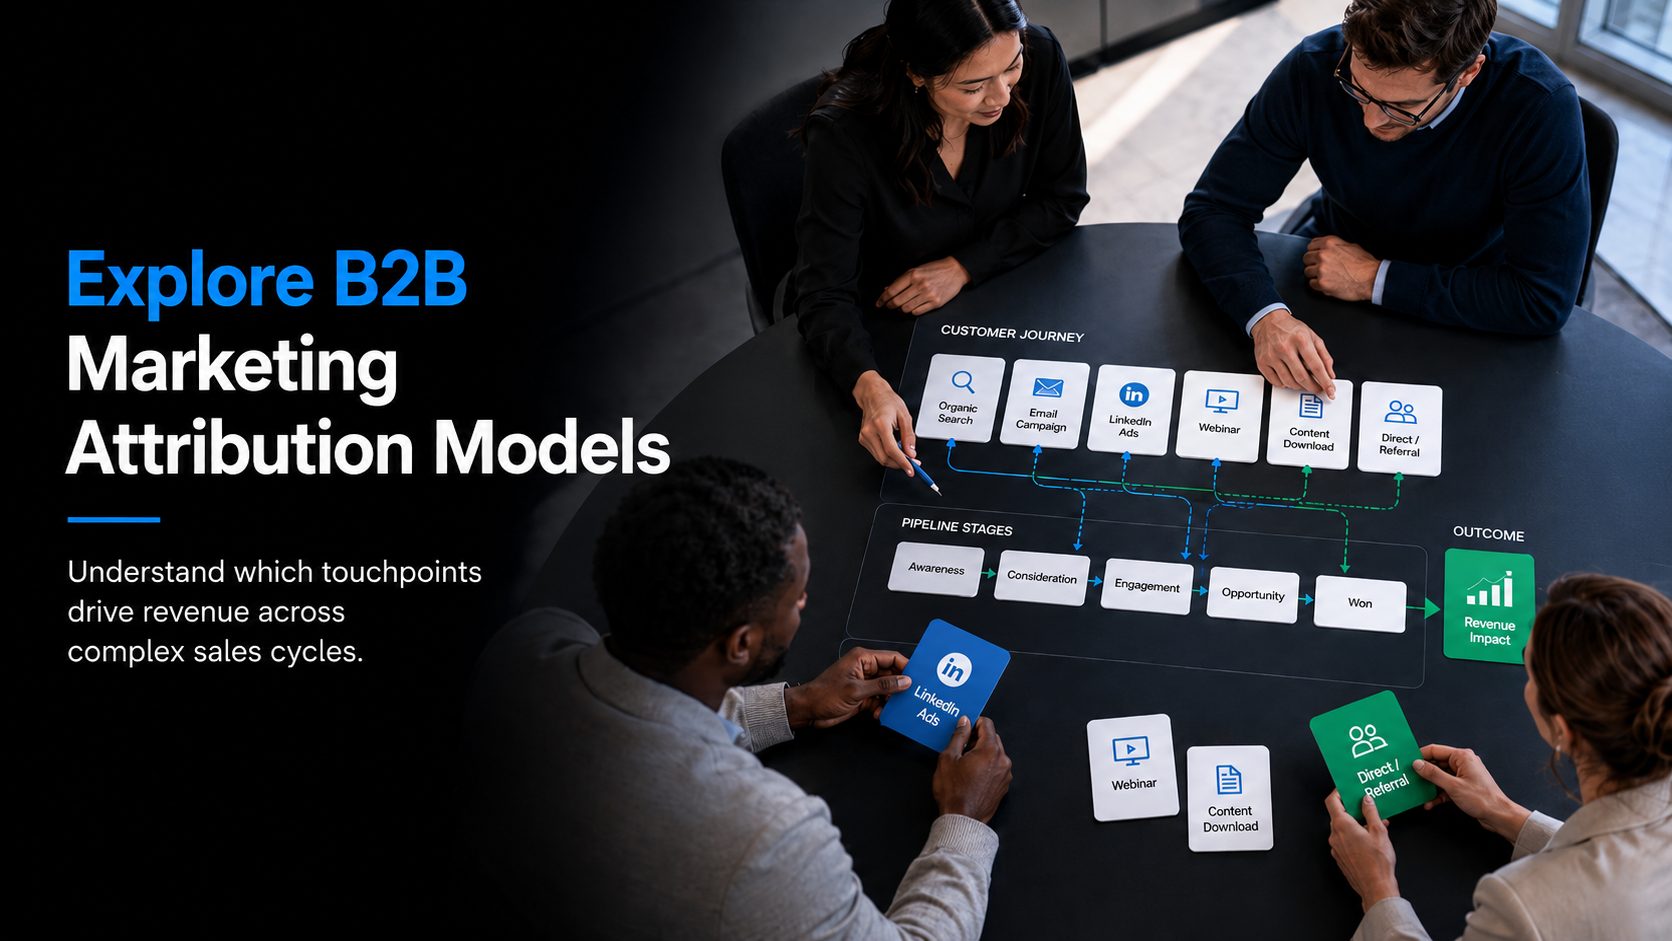 Explore B2B
Marketing
Attribution Models
Understand which touchpoints
drive revenue across
complex sales cycles.
CUSTOMER JOURNEY
Organic
Search
Email
Campaign
in
LinkedIn
Ads
Webinar
Content
Download
Direct /
Referral
PIPELINE STAGES
Awareness
Consideration
Engagement
Opportunity
Won
OUTCOME
Revenue
Impact
in
LinkedIn
Ads
Webinar
Content
Download
Direct /
Referral